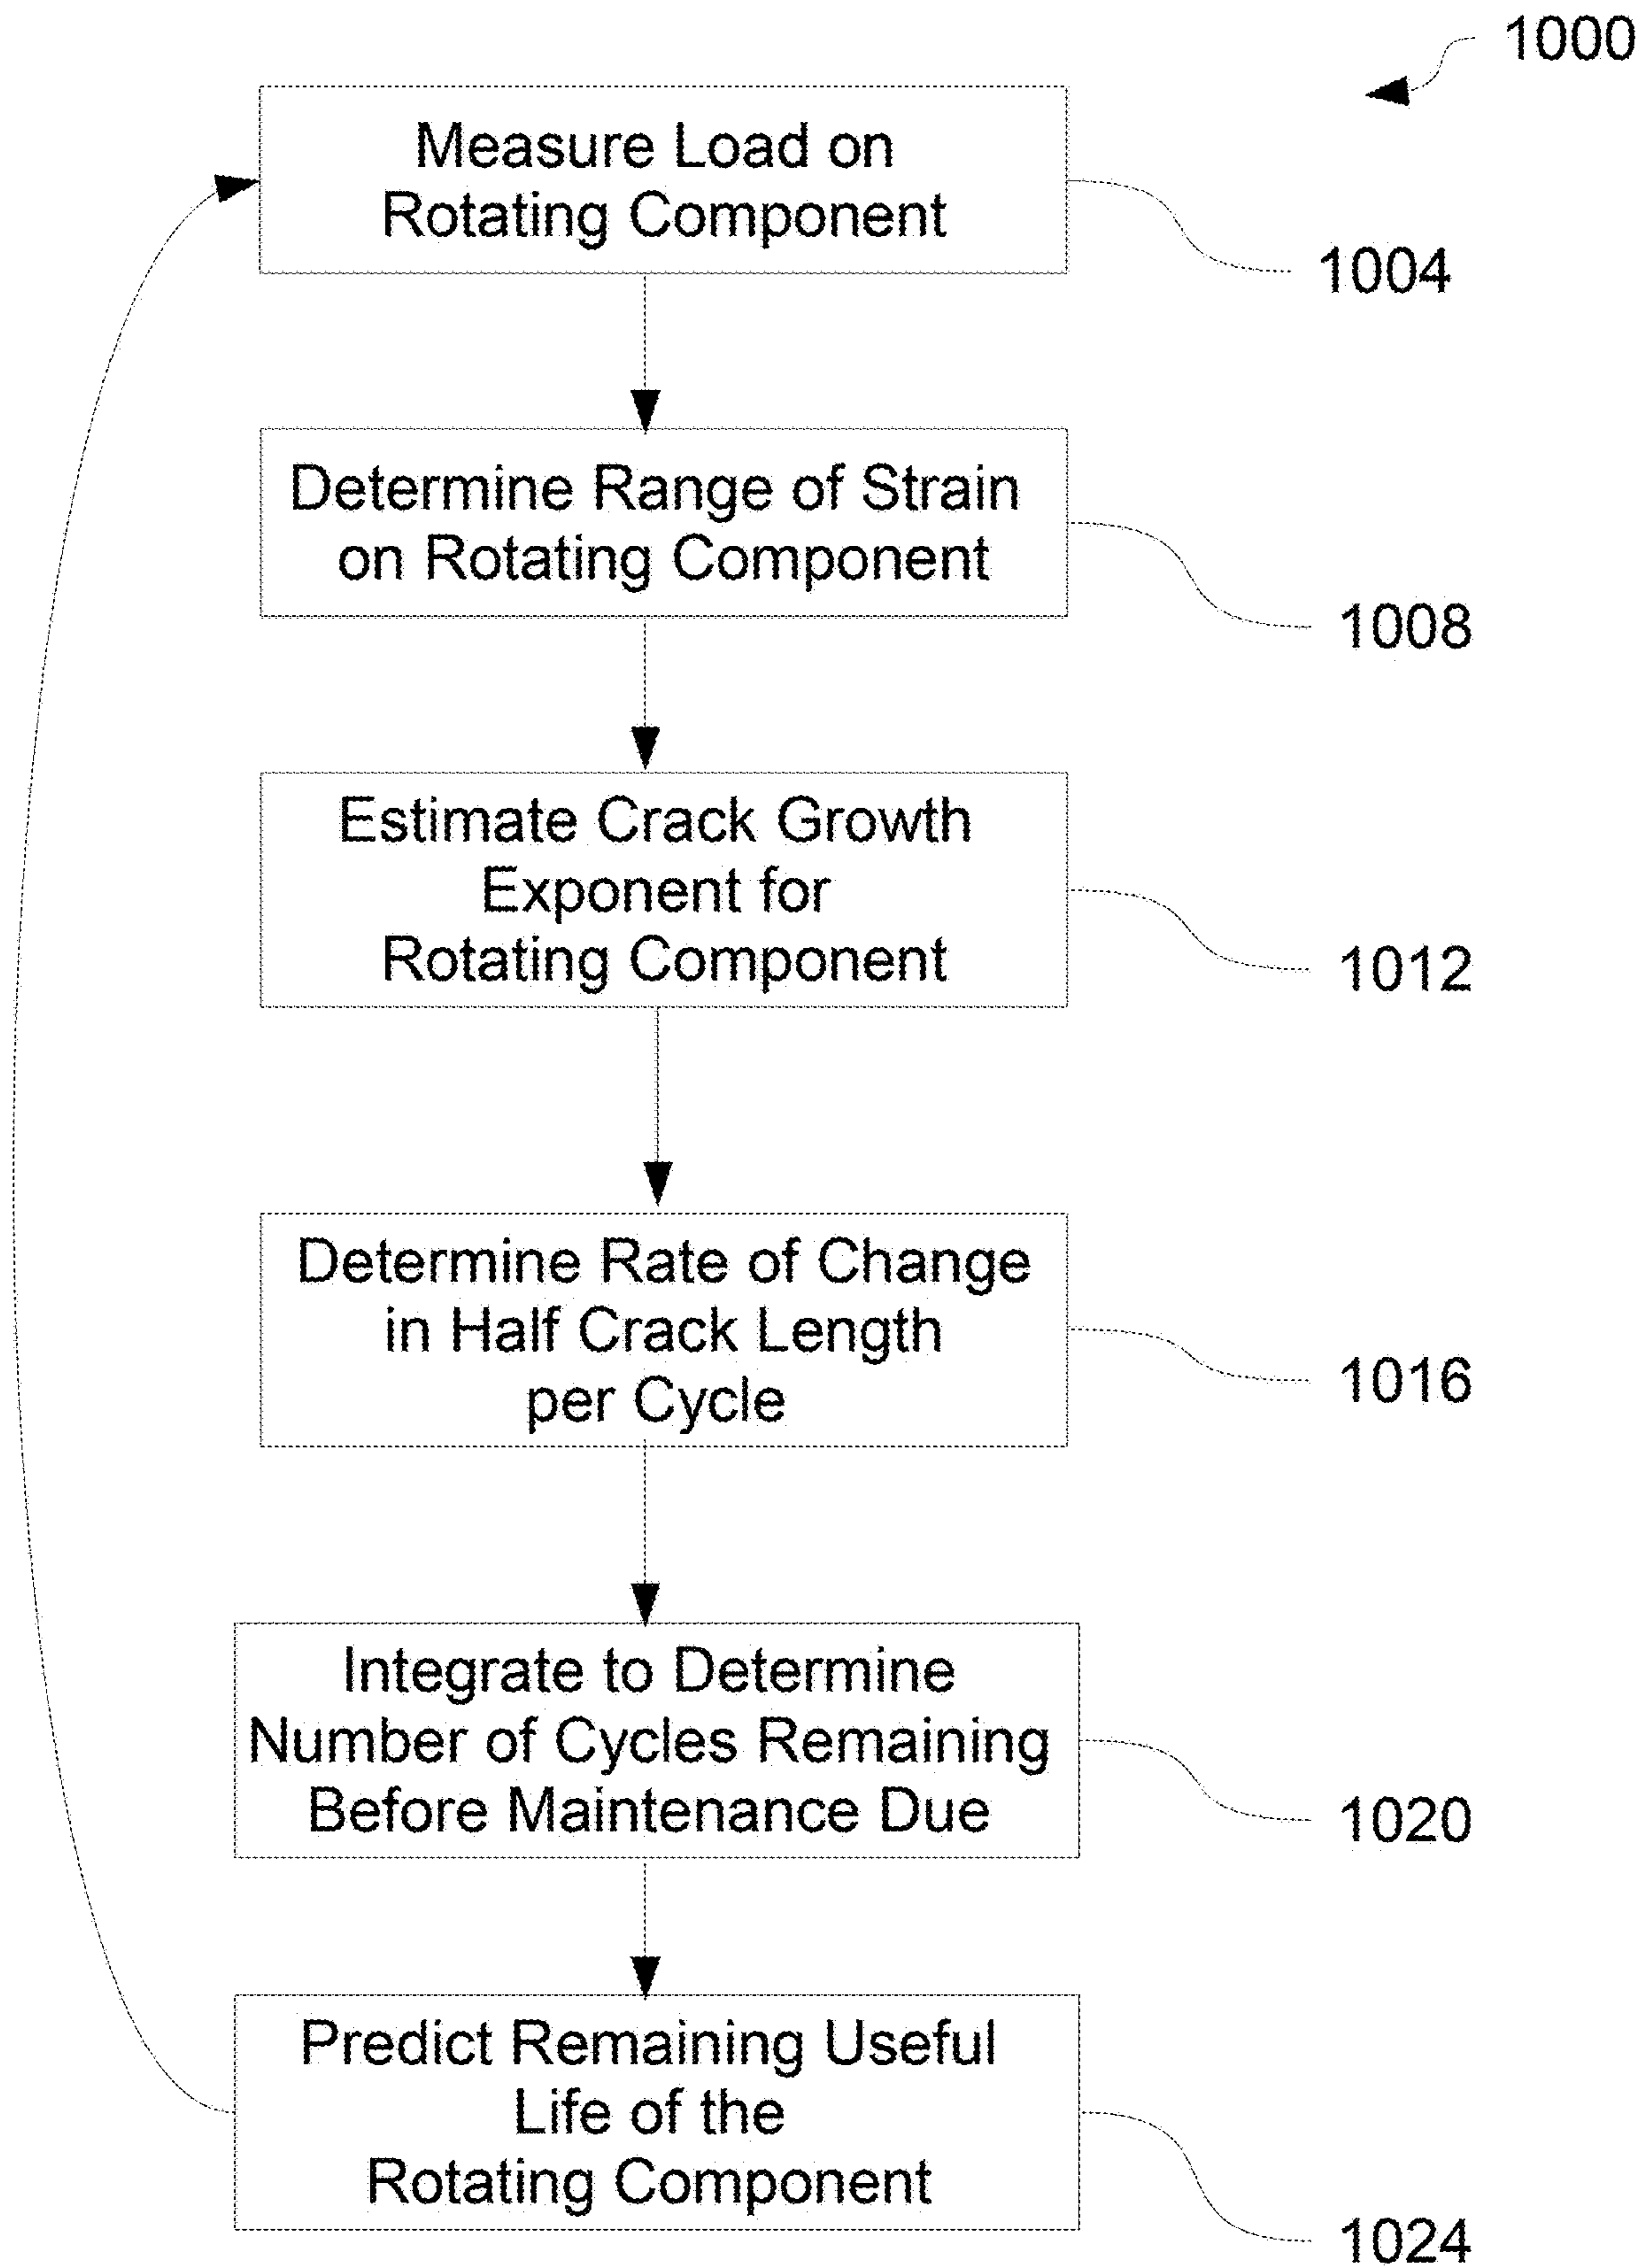 1000
Measure Load on
Rotating Component
1004
Determine Range of Strain
on Rotating Component
1008
Estimate Crack Growth
Exponent for
Rotating Component
1012
Determine Rate of Change
in Half Crack Length
per Cycle
1016
Integrate to Determine
Number of Cycles Remaining
Before Maintenance Due
1020
Predict Remaining Useful
Life of the
Rotating Component
1024